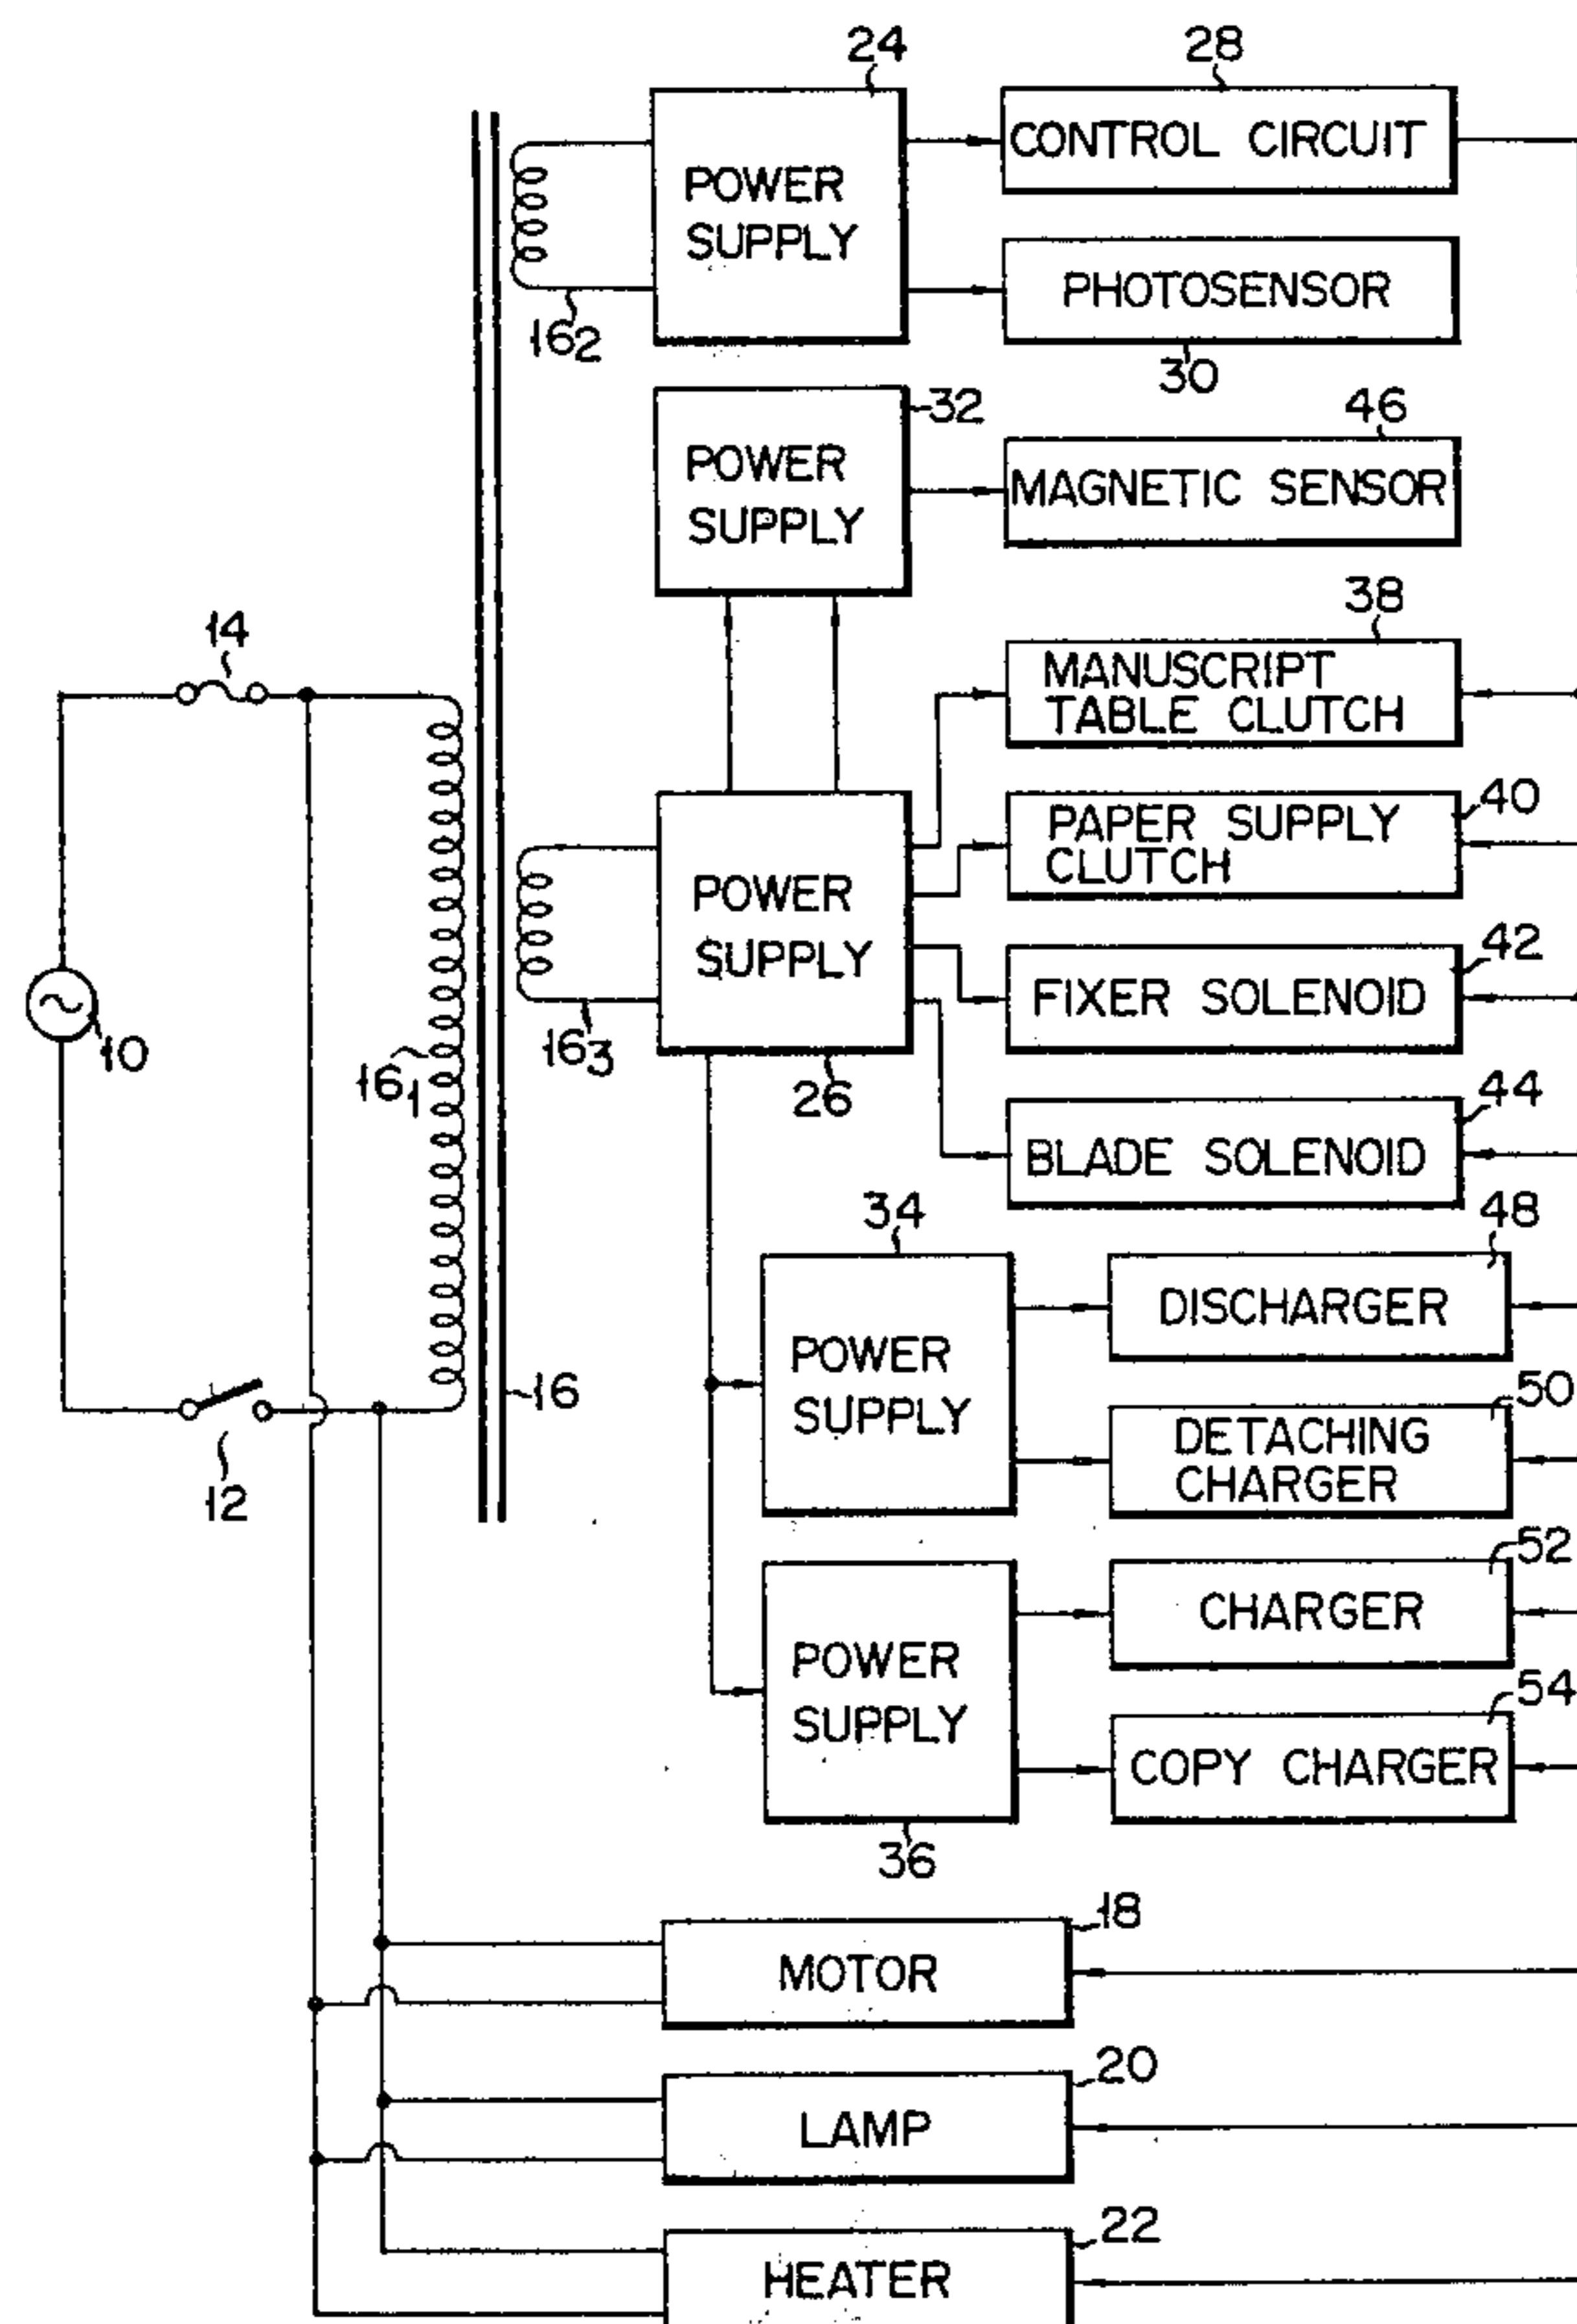 24
28
CONTROL CIRCUIT
POWER
SUPPLY
PHOTOSENSOR
16₂
30
32
46
POWER
SUPPLY
MAGNETIC SENSOR
14
38
MANUSCRIPT
TABLE CLUTCH
40
PAPER SUPPLY
CLUTCH
POWER
SUPPLY
42
FIXER SOLENOID
10
16₁
16₃
26
44
BLADE SOLENOID
34
48
DISCHARGER
POWER
SUPPLY
16
50
DETACHING
CHARGER
12
52
CHARGER
POWER
SUPPLY
54
COPY CHARGER
36
18
MOTOR
20
LAMP
22
HEATER